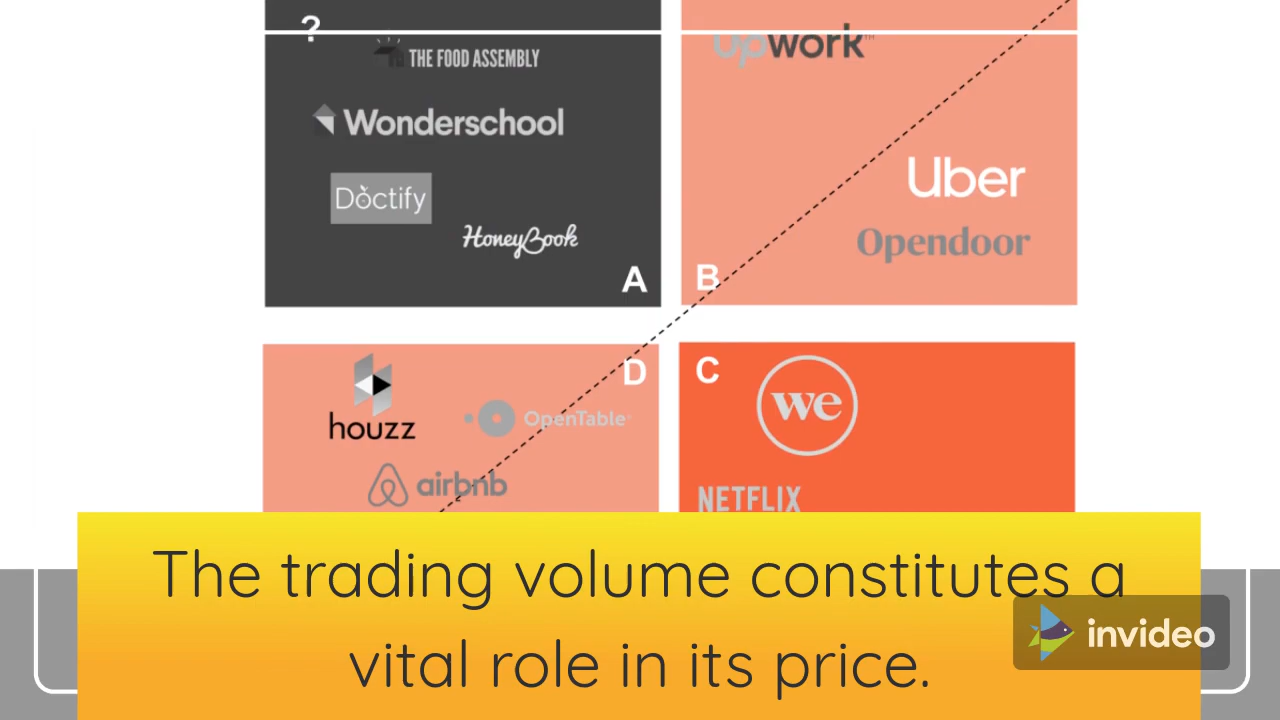 ?
THE FOOD ASSEMBLY
Wonderschool
Doctify
HoneyBook
A
upwork™
Uber
Opendoor
B
houzz
D
OpenTable
airbnb
C
we
NETFLIX
The trading volume constitutes a
vital role in its price.
invideo